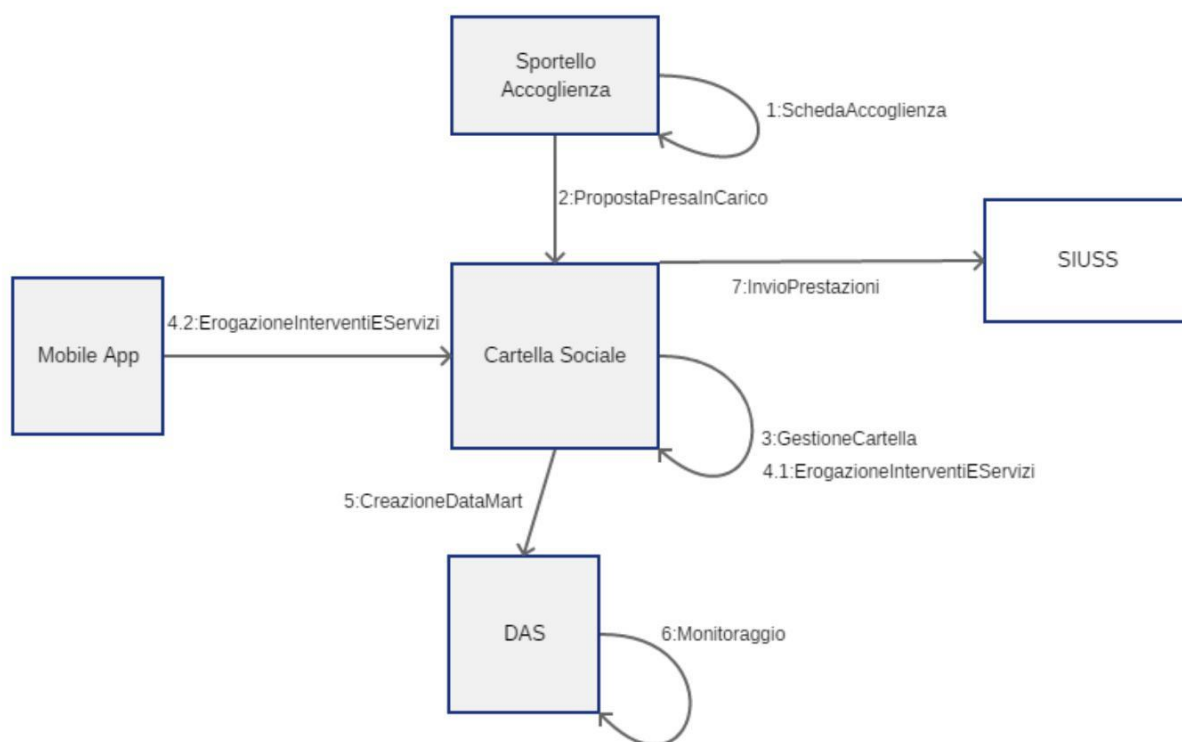 Sportello
Accoglienza
1:SchedaAccoglienza
2:PropostaPresaInCarico
SIUSS
7:InvioPrestazioni
4.2:ErogazioneInterventiEServizi
Mobile App
Cartella Sociale
3:GestioneCartella
4.1:ErogazioneInterventiEServizi
5:CreazioneDataMart
DAS
6:Monitoraggio